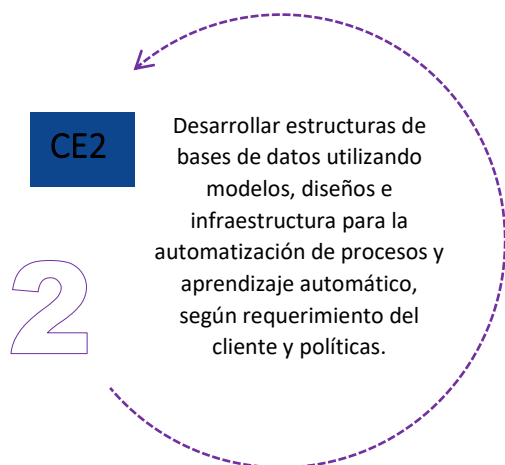 CE2
2
Desarrollar estructuras de
bases de datos utilizando
modelos, diseños e
infraestructura para la
automatización de procesos y
aprendizaje automático,
según requerimiento del
cliente y políticas.